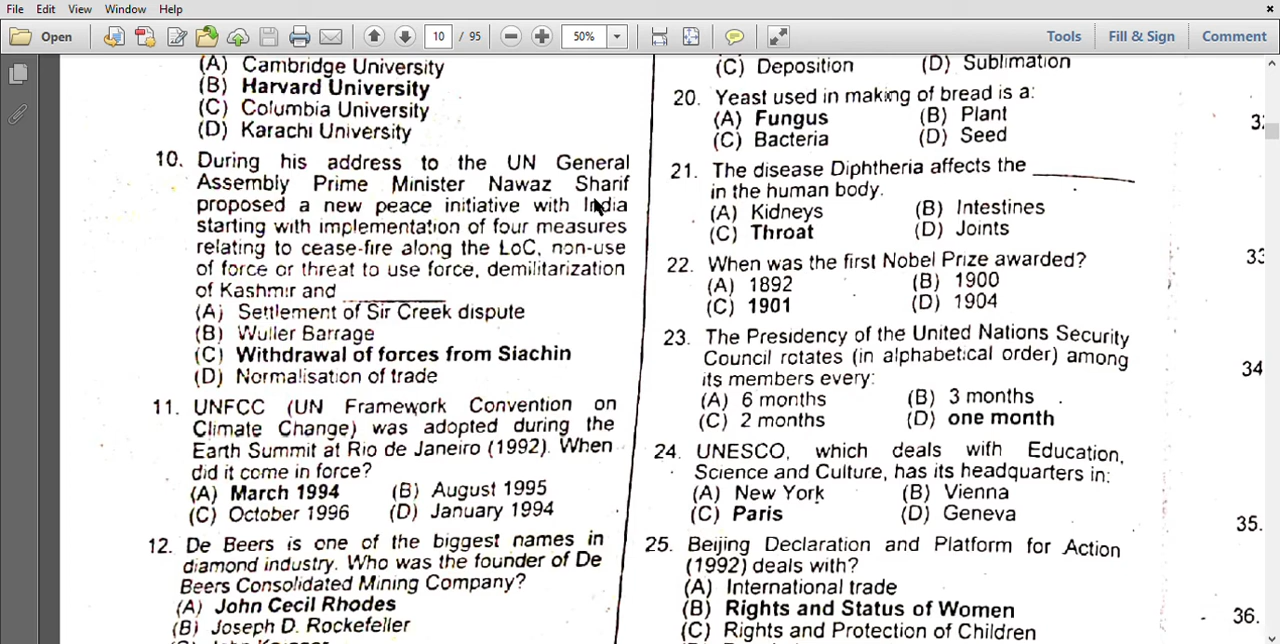 File Edit View Window Help
Open 10 / 95 50% Tools Fill & Sign Comment
(A) Cambridge University
(B) Harvard University
(C) Columbia University
(D) Karachi University
10. During his address to the UN General
Assembly Prime Minister Nawaz Sharif
proposed a new peace initiative with India
starting with implementation of four measures
relating to cease-fire along the LoC, non-use
of force or threat to use force, demilitarization
of Kashmir and ________
(A) Settlement of Sir Creek dispute
(B) Wuller Barrage
(C) Withdrawal of forces from Siachin
(D) Normalisation of trade
11. UNFCC (UN Framework Convention on
Climate Change) was adopted during the
Earth Summit at Rio de Janeiro (1992). When
did it come in force?
(A) March 1994 (B) August 1995
(C) October 1996 (D) January 1994
12. De Beers is one of the biggest names in
diamond industry. Who was the founder of De
Beers Consolidated Mining Company?
(A) John Cecil Rhodes
(B) Joseph D. Rockefeller
(C) Deposition (D) Sublimation
20. Yeast used in making of bread is a:
(A) Fungus (B) Plant
(C) Bacteria (D) Seed
21. The disease Diphtheria affects the ________
in the human body.
(A) Kidneys (B) Intestines
(C) Throat (D) Joints
22. When was the first Nobel Prize awarded?
(A) 1892 (B) 1900
(C) 1901 (D) 1904
23. The Presidency of the United Nations Security
Council rotates (in alphabetical order) among
its members every:
(A) 6 months (B) 3 months
(C) 2 months (D) one month
24. UNESCO, which deals with Education,
Science and Culture, has its headquarters in:
(A) New York (B) Vienna
(C) Paris (D) Geneva
25. Beijing Declaration and Platform for Action
(1992) deals with?
(A) International trade
(B) Rights and Status of Women
(C) Rights and Protection of Children
34
35.
36.